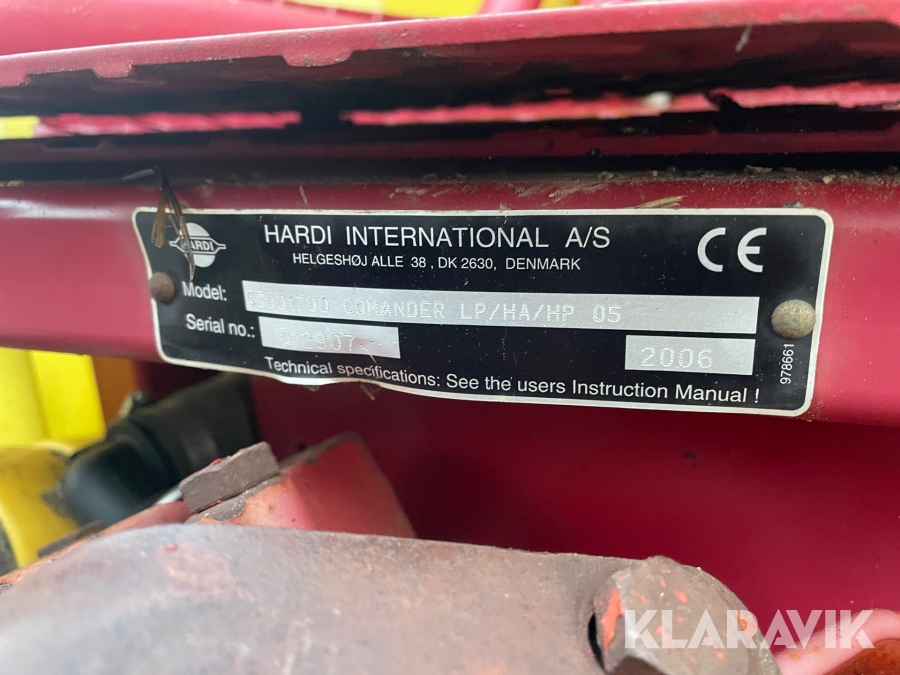 HARDI
HARDI INTERNATIONAL A/S
HELGESHØJ ALLE 38, DK 2630, DENMARK
CE
Model: COMANDER LP/HA/HP 05
Serial no.:
2006
978661
Technical specifications: See the users Instruction Manual !
KLARAVIK